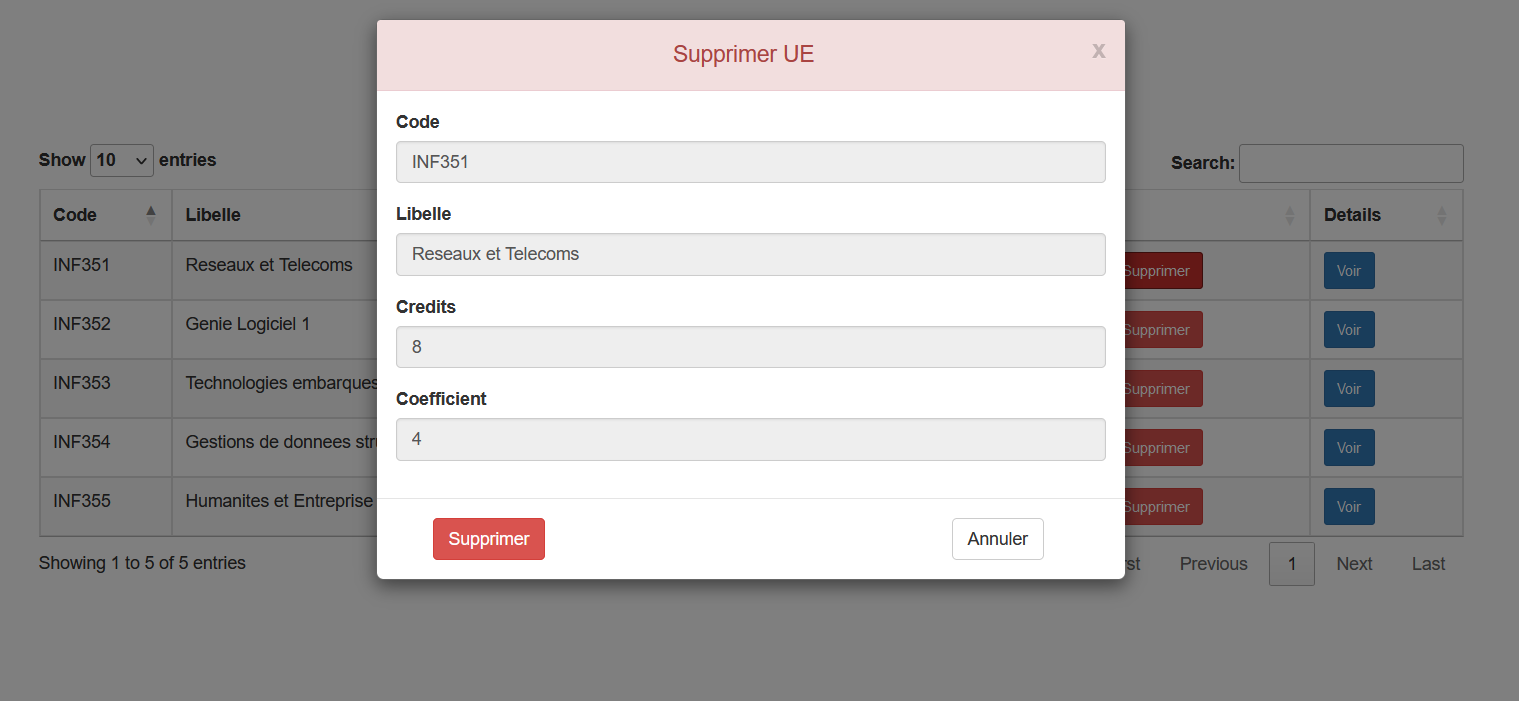 Supprimer UE
x
Code
INF351
Libelle
Reseaux et Telecoms
Credits
8
Coefficient
4
Supprimer Annuler
Show 10 entries
Search:
Code Libelle Details
INF351 Reseaux et Telecoms Supprimer Voir
INF352 Genie Logiciel 1 Supprimer Voir
INF353 Technologies embarques Supprimer Voir
INF354 Gestions de donnees Supprimer Voir
INF355 Humanites et Entreprise Supprimer Voir
Showing 1 to 5 of 5 entries
Previous 1 Next Last